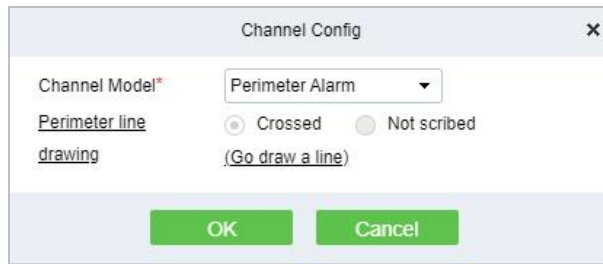 Channel Config ×
Channel Model* Perimeter Alarm
Perimeter line Crossed Not scribed
drawing (Go draw a line)
OK Cancel